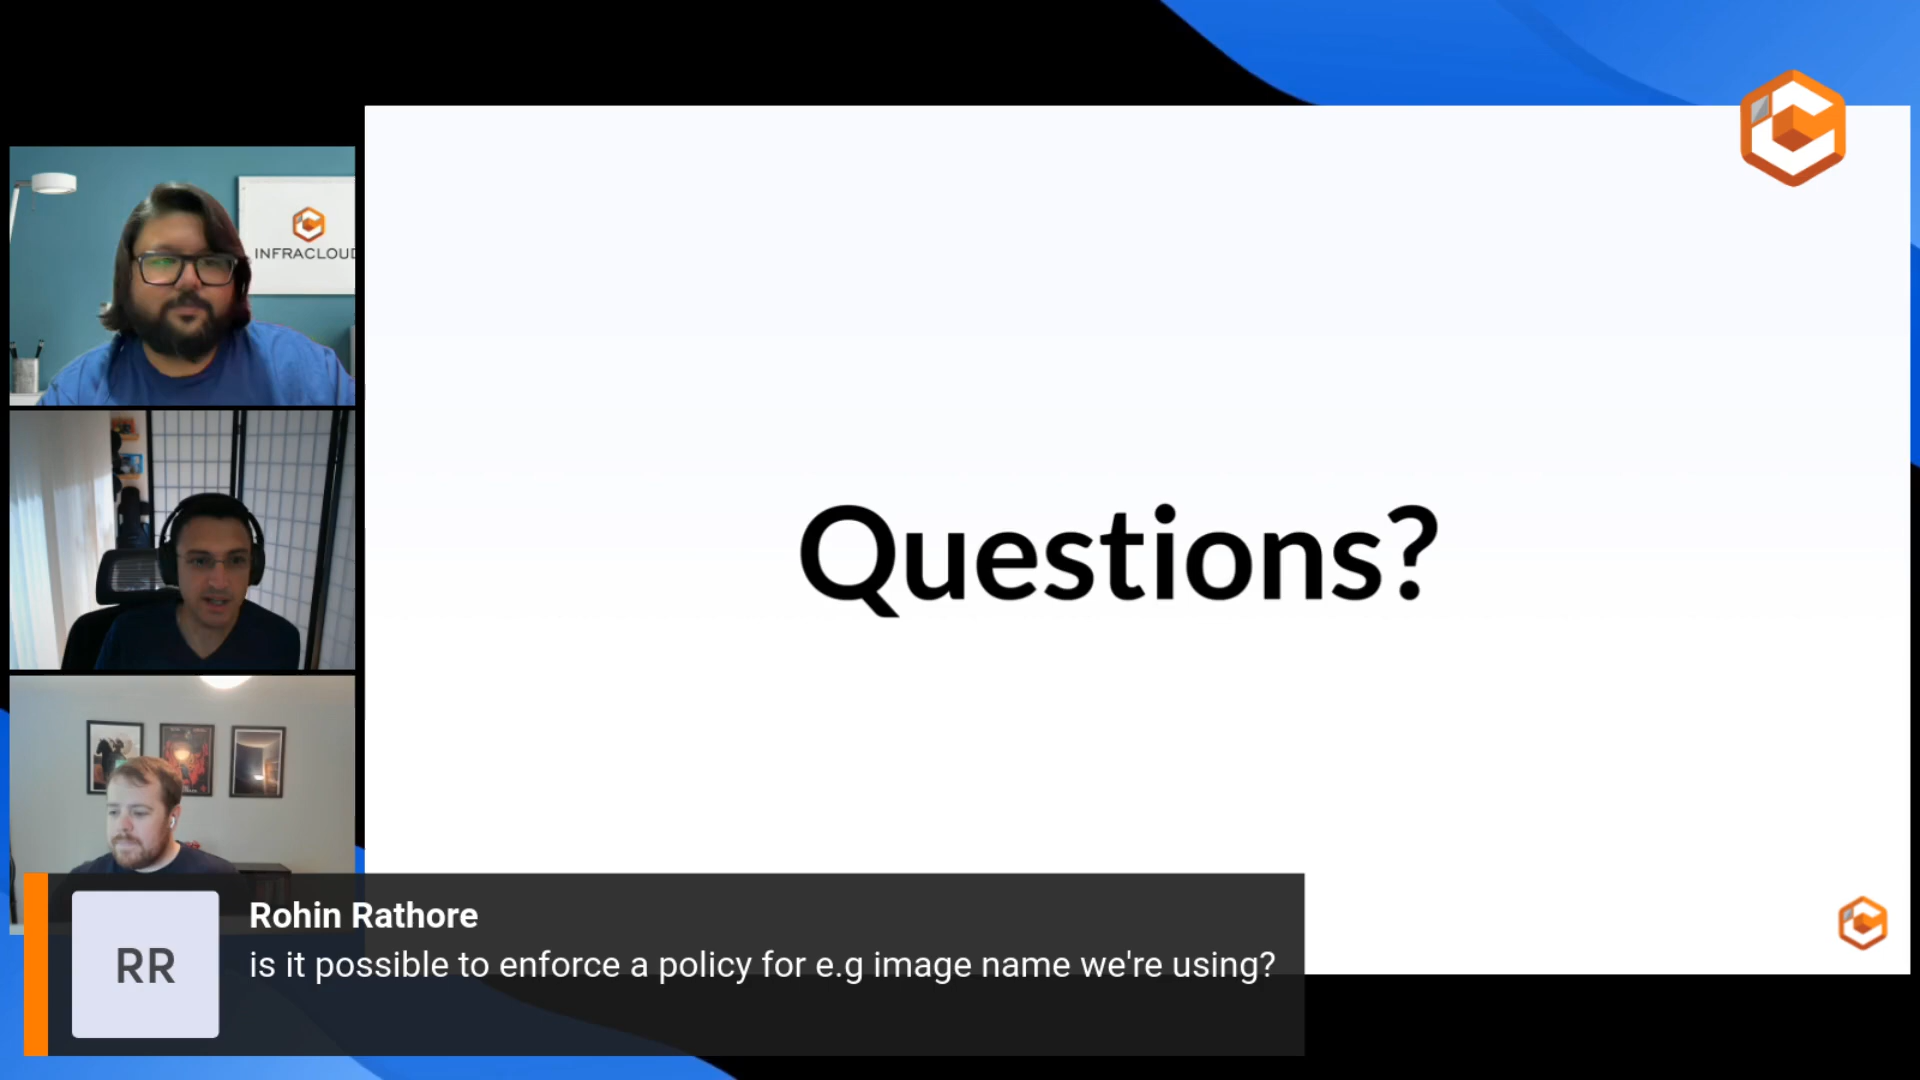 INFRACLOUD
Questions?
RR
Rohin Rathore
is it possible to enforce a policy for e.g image name we're using?